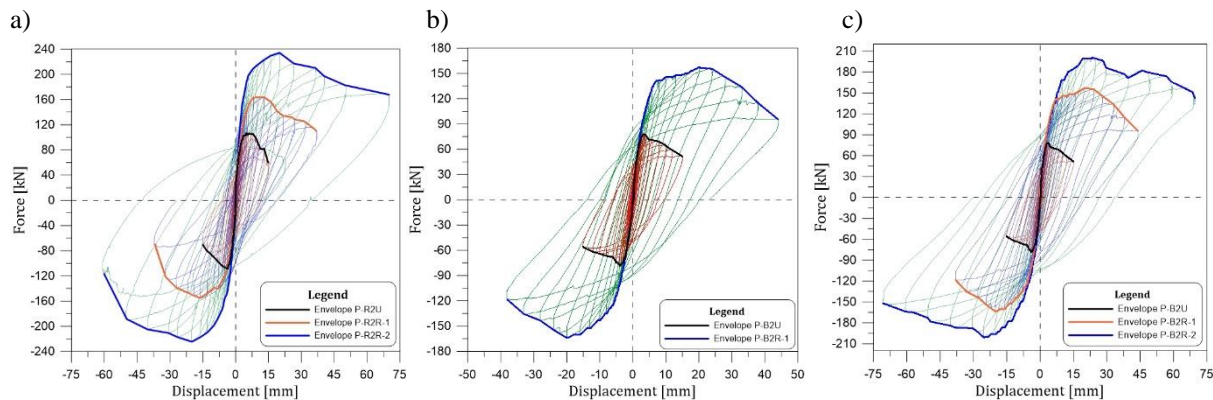 a)
b)
c)
240
200
160
120
80
40
0
-40
-80
-120
-160
-200
-240
Force [kN]
-75 -60 -45 -30 -15 0 15 30 45 60 75
Displacement [mm]
Legend
Envelope P-R2U
Envelope P-R2R-1
Envelope P-R2R-2
180
150
120
90
60
30
0
-30
-60
-90
-120
-150
-180
Force [kN]
-50 -40 -30 -20 -10 0 10 20 30 40 50
Displacement [mm]
Legend
Envelope P-B2U
Envelope P-B2R-1
210
180
150
120
90
60
30
0
-30
-60
-90
-120
-150
-180
-210
Force [kN]
-75 -60 -45 -30 -15 0 15 30 45 60 75
Displacement [mm]
Legend
Envelope P-B2U
Envelope P-B2R-1
Envelope P-B2R-2